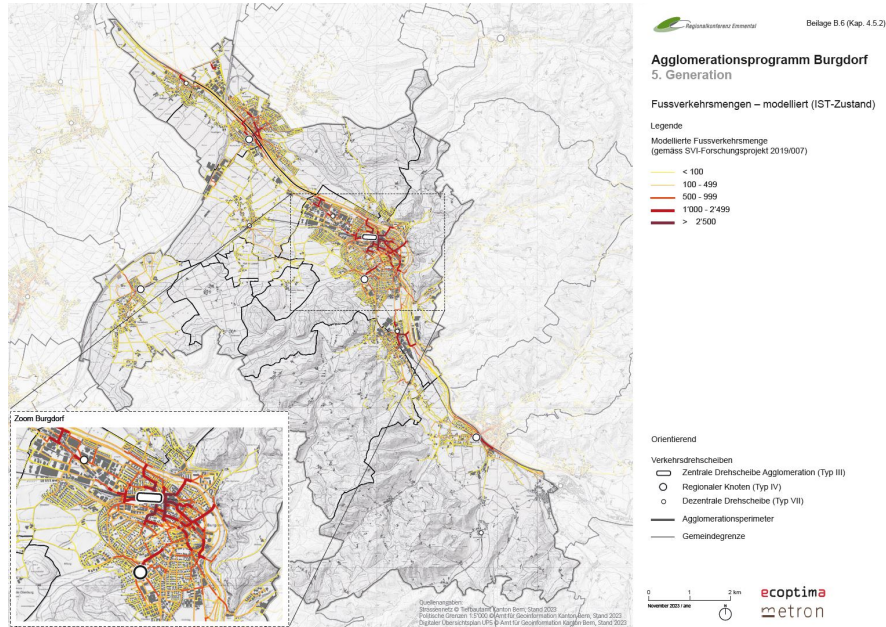 Regionalkonferenz Emmental
Beilage B.6 (Kap. 4.5.2)
Agglomerationsprogramm Burgdorf
5. Generation
Fussverkehrsmengen – modelliert (IST-Zustand)
Legende
Modellierte Fussverkehrsmenge
(gemäss SVI-Forschungsprojekt 2019/007)
< 100
100 - 499
500 - 999
1'000 - 2'499
> 2'500
Zoom Burgdorf
Orientierend
Verkehrsdrehscheiben
Zentrale Drehscheibe Agglomeration (Typ III)
Regionaler Knoten (Typ IV)
Dezentrale Drehscheibe (Typ VII)
Agglomerationsperimeter
Gemeindegrenze
0 1 2 km
November 2023 / ane
N
ecoptima
metron
Quellenangaben:
Strassennetz © Tiefbauamt Kanton Bern, Stand 2023
Politische Grenzen 1:5'000 © Amt für Geoinformation Kanton Bern, Stand 2023
Digitaler Übersichtsplan UP5 © Amt für Geoinformation Kanton Bern, Stand 2023